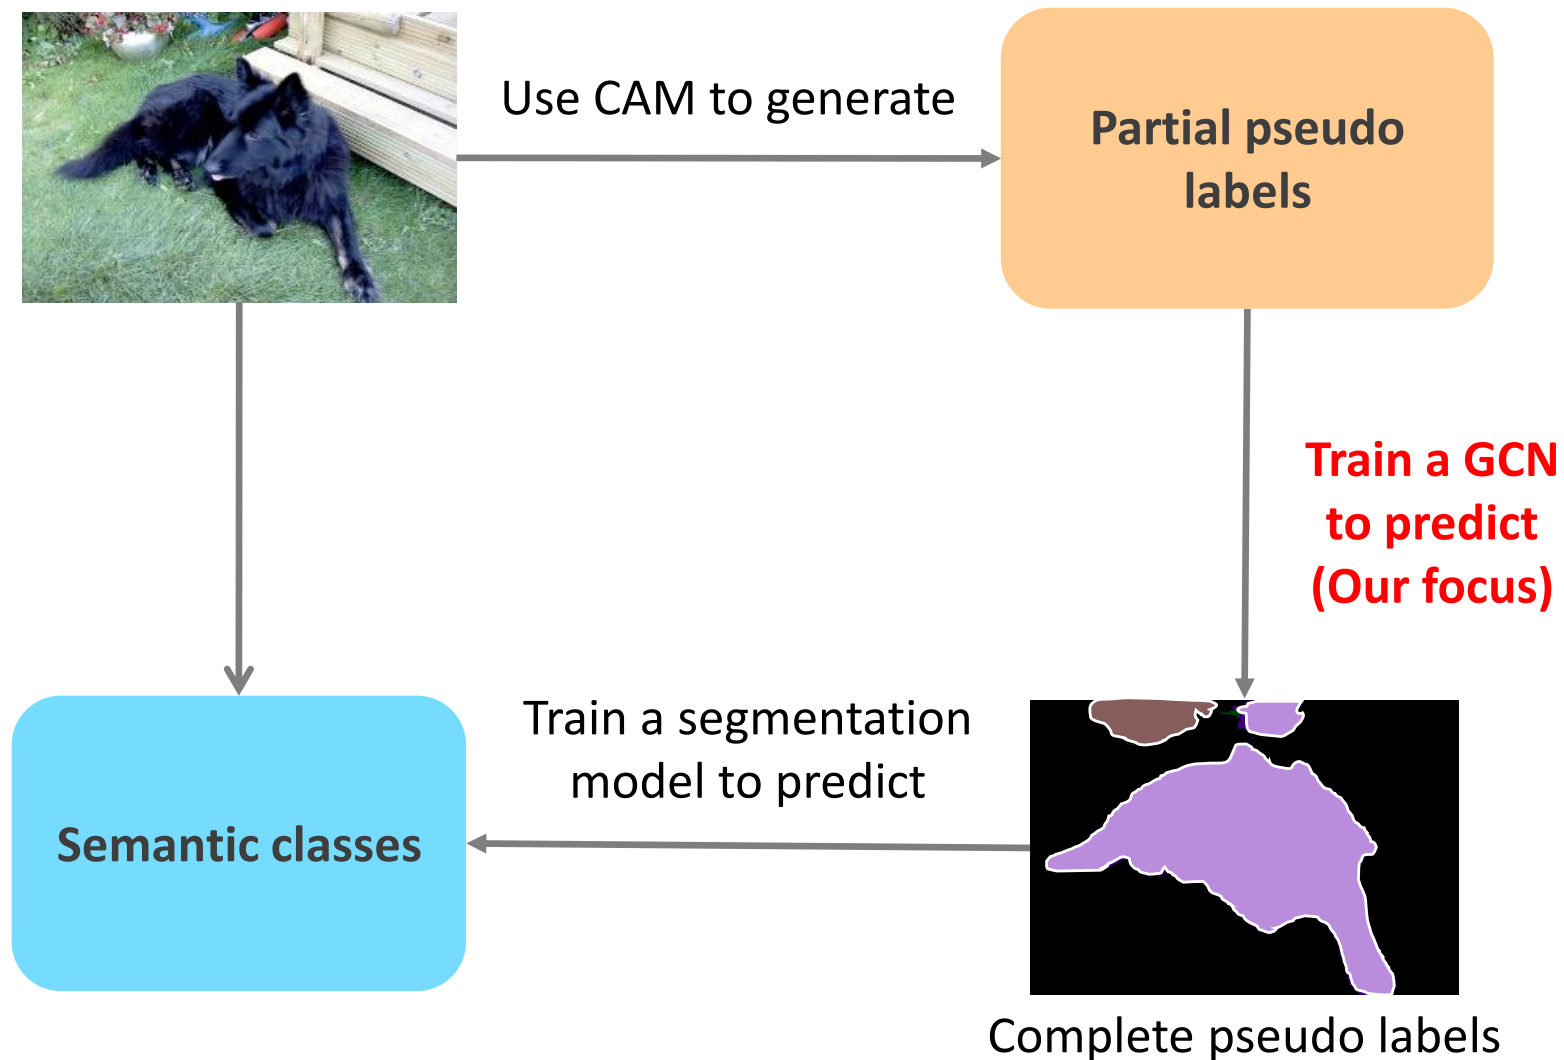 Use CAM to generate
Partial pseudo
labels
Train a GCN
to predict
(Our focus)
Train a segmentation
model to predict
Semantic classes
Complete pseudo labels